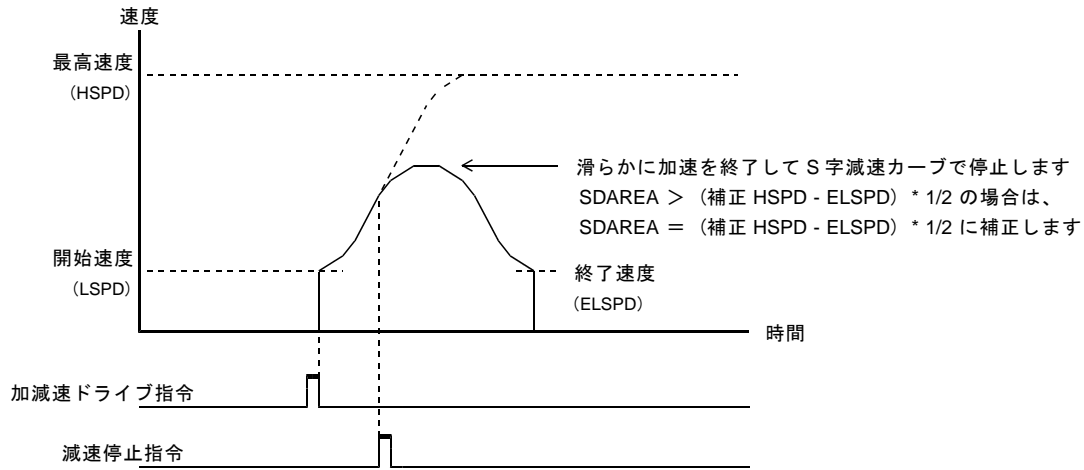 速度
最高速度
（HSPD）
滑らかに加速を終了して S 字減速カーブで停止します
SDAREA ＞（補正 HSPD - ELSPD）* 1/2 の場合は、
SDAREA ＝（補正 HSPD - ELSPD）* 1/2 に補正します
開始速度
（LSPD）
終了速度
（ELSPD）
時間
加減速ドライブ指令
減速停止指令